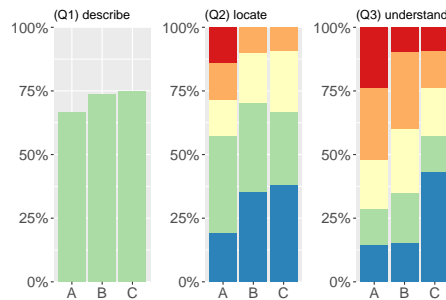 (Q1) describe
(Q2) locate
(Q3) understand
100%
75%
50%
25%
0%
A B C
100%
75%
50%
25%
0%
A B C
100%
75%
50%
25%
0%
A B C